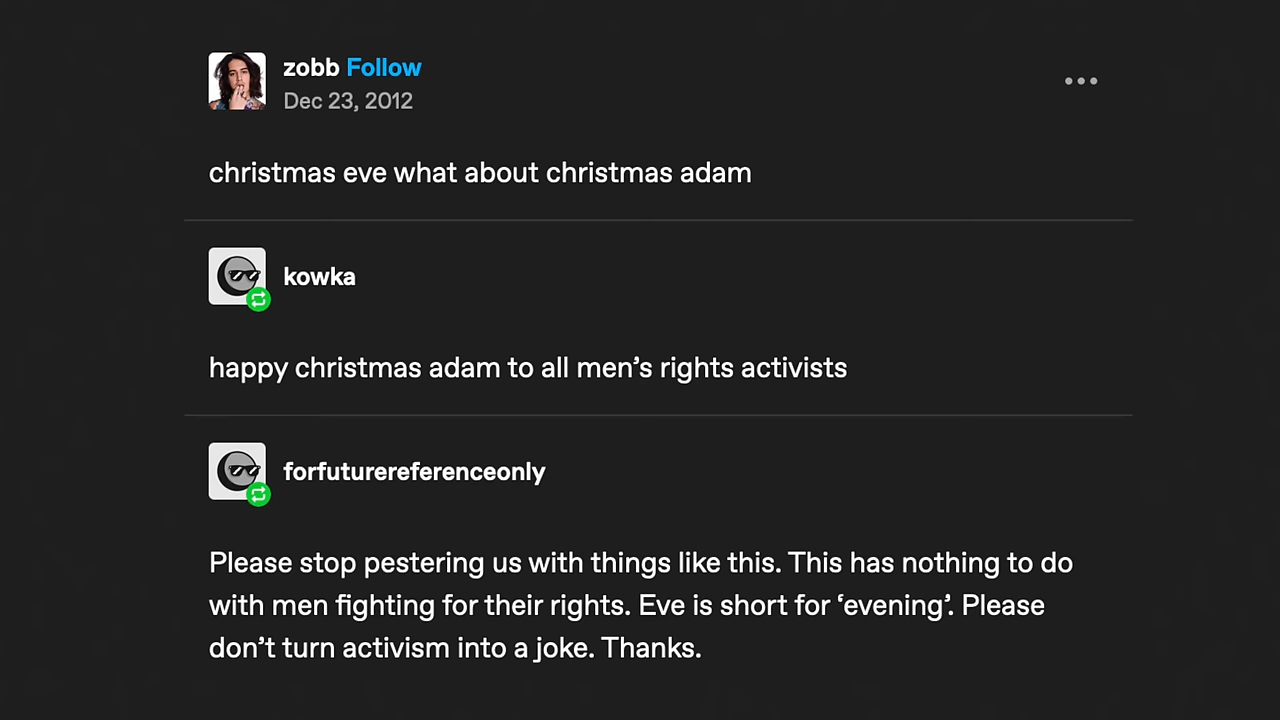 zobb Follow
Dec 23, 2012
christmas eve what about christmas adam
kowka
happy christmas adam to all men’s rights activists
forfuturereferenceonly
Please stop pestering us with things like this. This has nothing to do
with men fighting for their rights. Eve is short for ‘evening’. Please
don’t turn activism into a joke. Thanks.